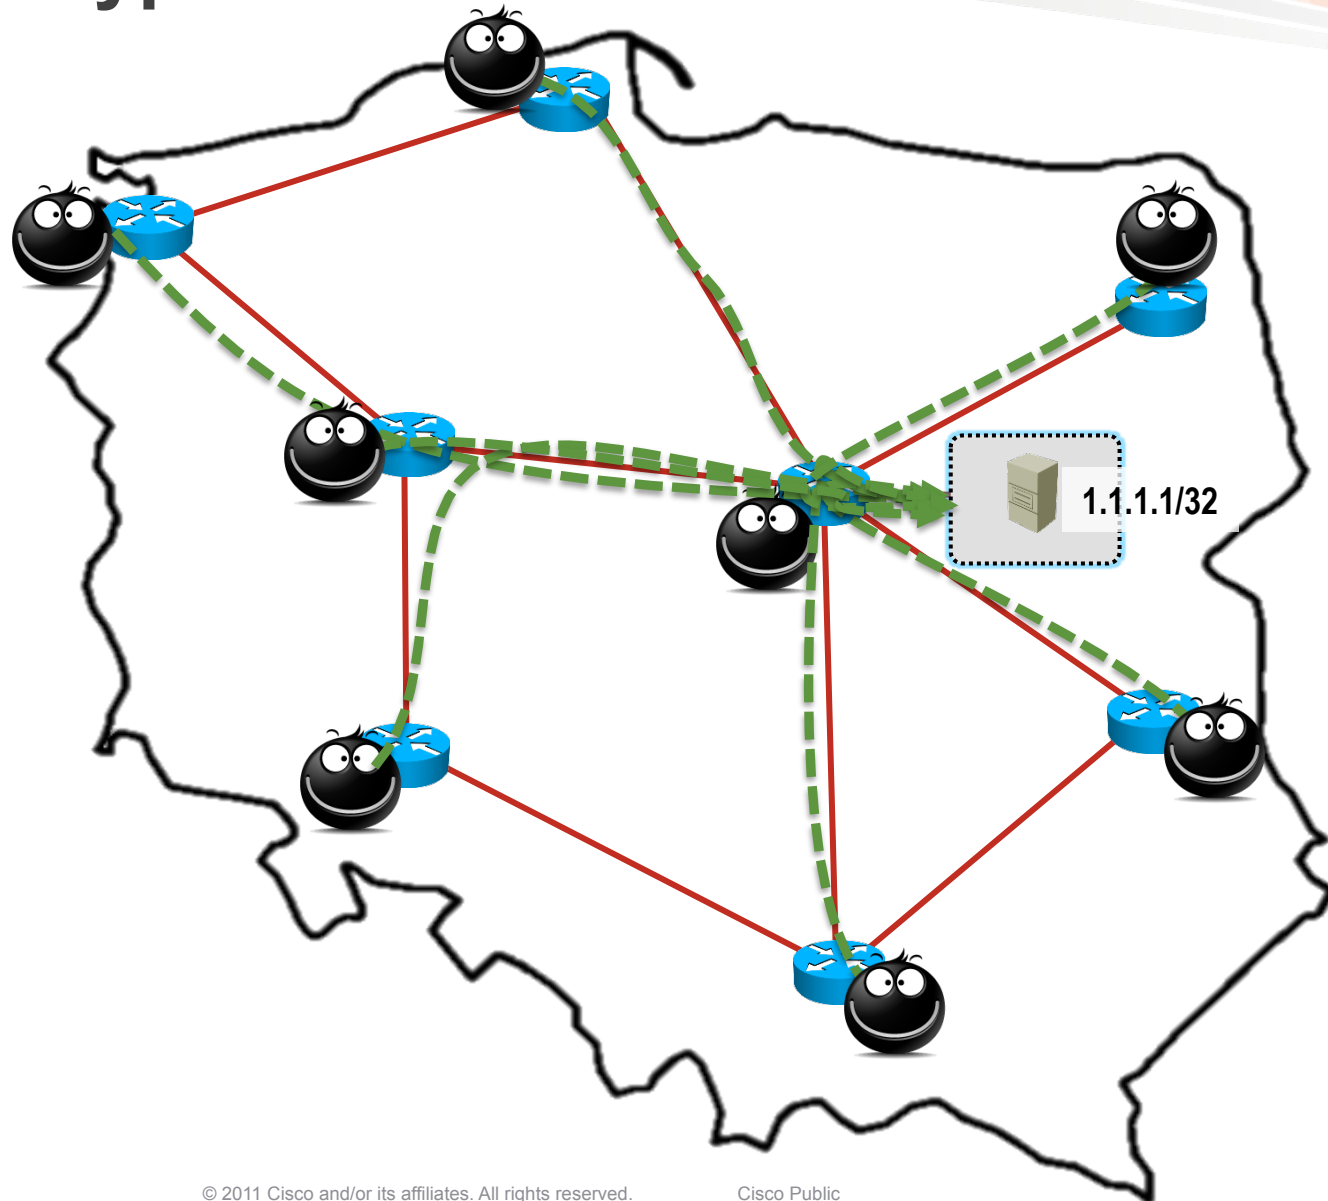 1.1.1.1/32
© 2011 Cisco and/or its affiliates. All rights reserved. Cisco Public